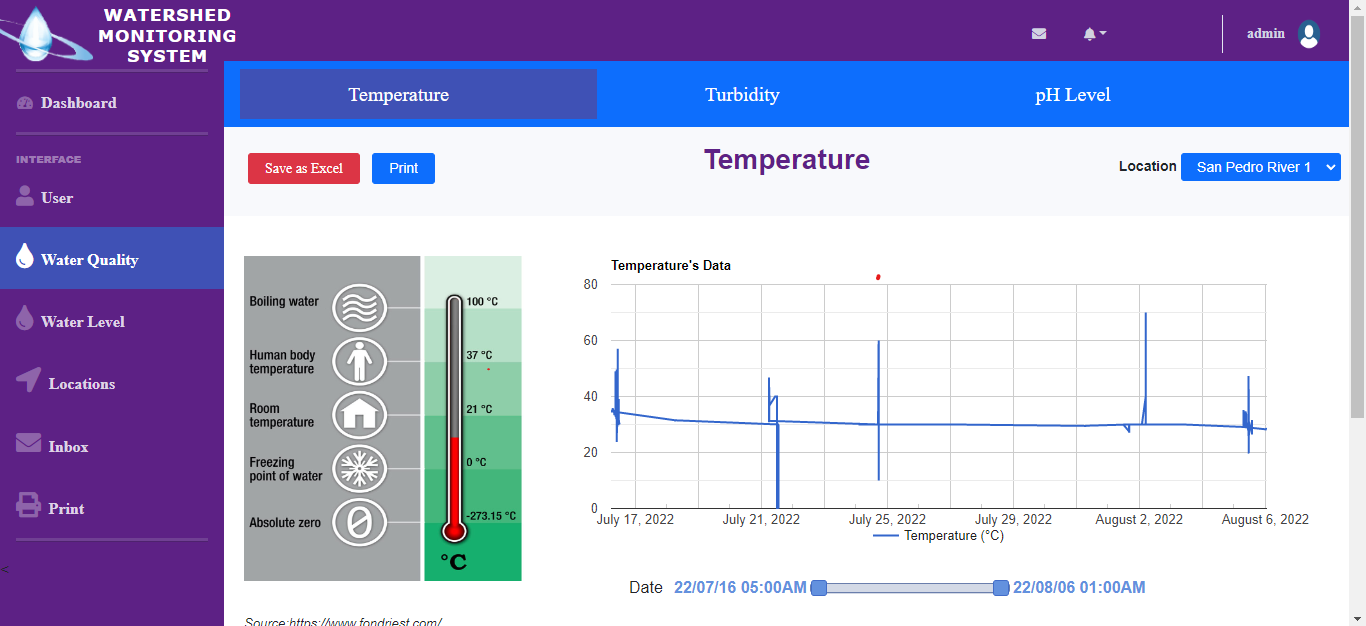 WATERSHED
MONITORING
SYSTEM
admin
Dashboard
INTERFACE
User
Water Quality
Water Level
Locations
Inbox
Print
<
Temperature
Turbidity
pH Level
Save as Excel
Print
Temperature
Location
San Pedro River 1
Boiling water
100 °C
Human body
temperature
37 °C
Room
temperature
21 °C
Freezing
point of water
0 °C
Absolute zero
0
-273.15 °C
°C
Source:https://www.fondriest.com/
Temperature's Data
80
60
40
20
0
July 17, 2022
July 21, 2022
July 25, 2022
July 29, 2022
August 2, 2022
August 6, 2022
Temperature (°C)
Date 22/07/16 05:00AM 22/08/06 01:00AM